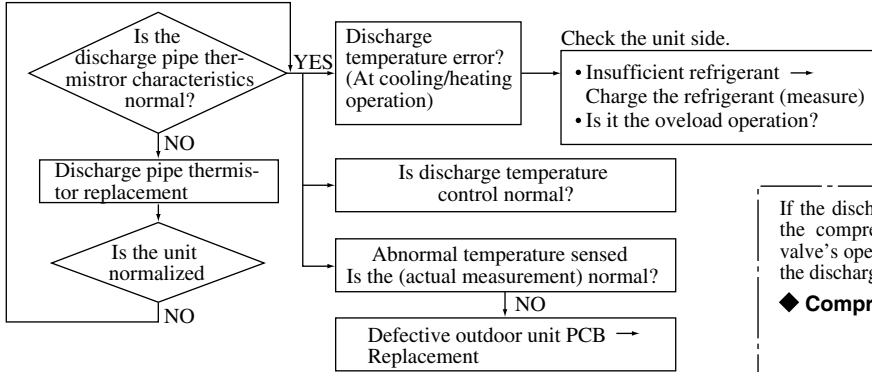 Is the
discharge pipe ther-
mistror characteristics
normal?
YES
NO
Discharge pipe thermis-
tor replacement
Is the unit
normalized
NO
Discharge
temperature error?
(At cooling/heating
operation)
Check the unit side.
• Insufficient refrigerant →
Charge the refrigerant (measure)
• Is it the oveload operation?
Is discharge temperature
control normal?
Abnormal temperature sensed
Is the (actual measurement) normal?
NO
Defective outdoor unit PCB →
Replacement
If the disch
the compre
valve's ope
the discharg
◆ Compr